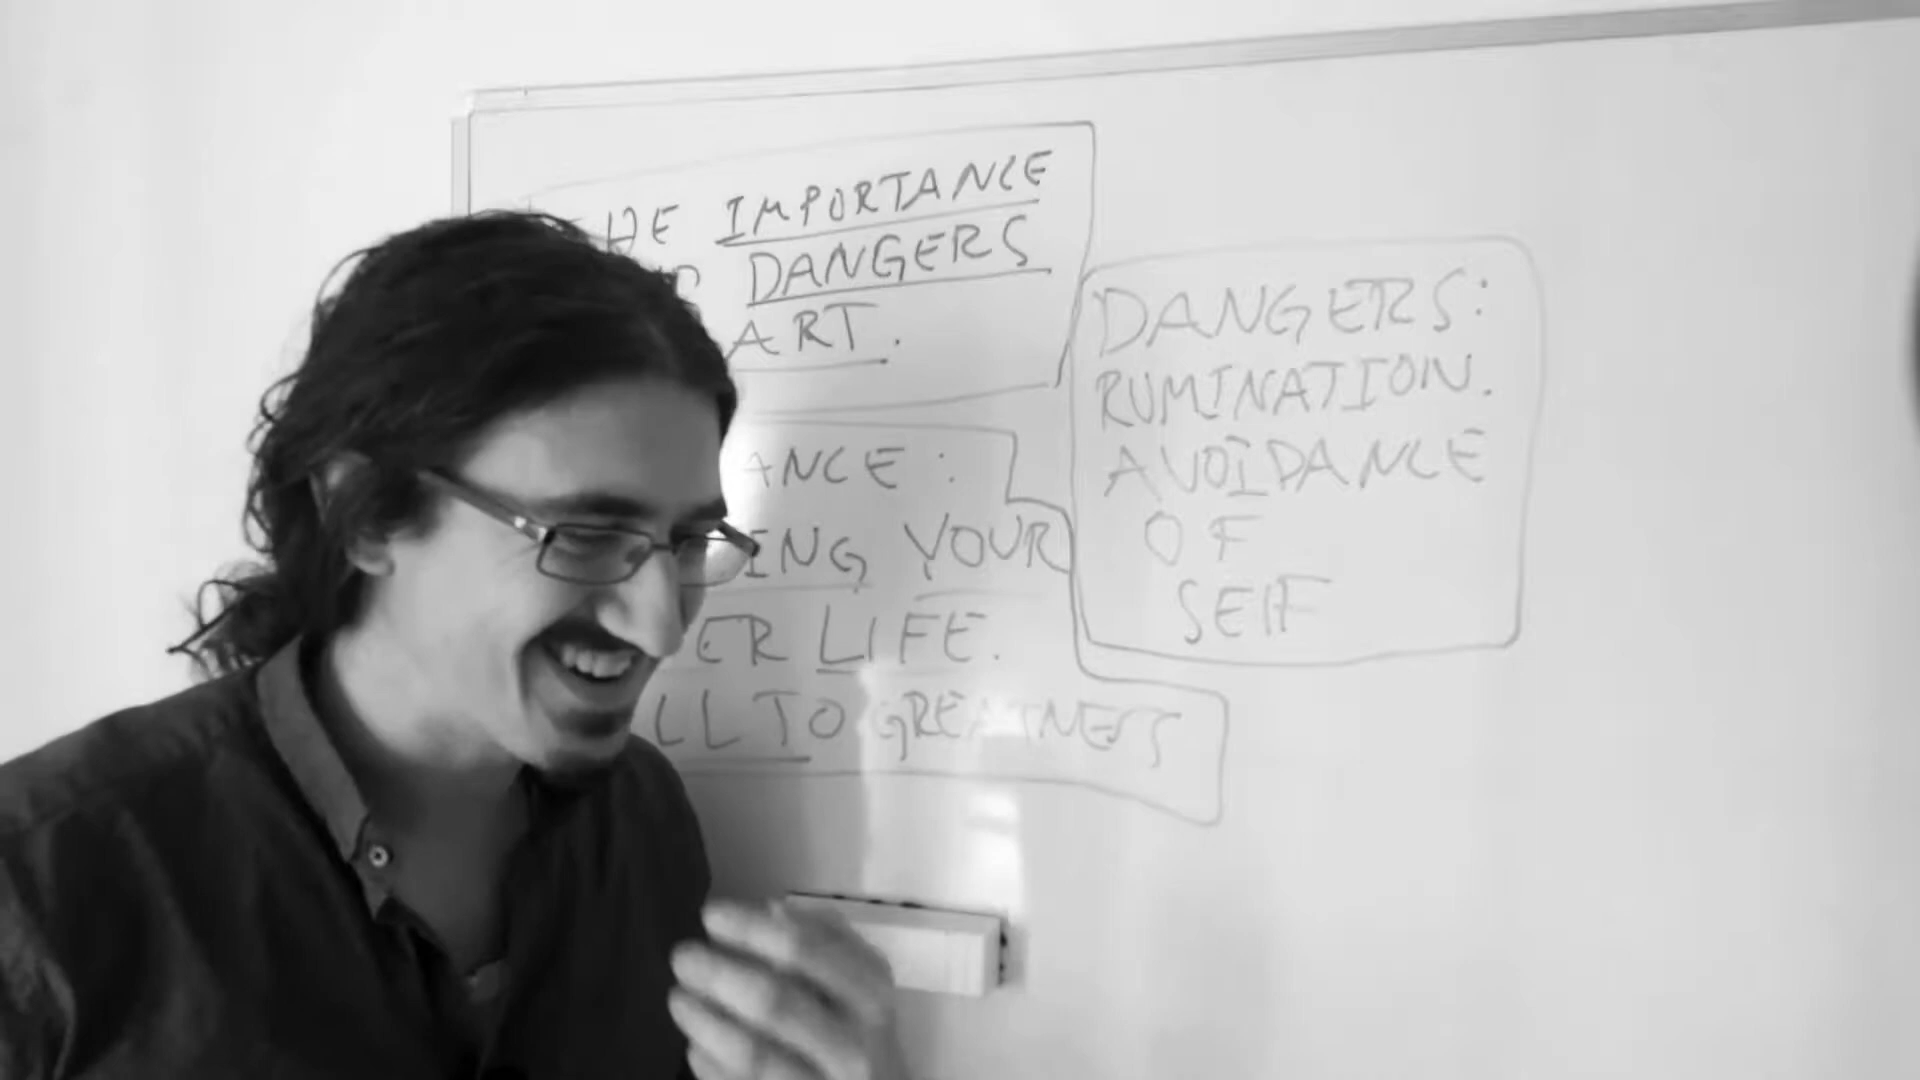 THE IMPORTANCE
DANGERS
ART.
ANCE:
ING YOUR
ER LIFE.
LL TO GREATNESS
DANGERS:
RUMINATION.
AVOIDANCE
OF
SELF